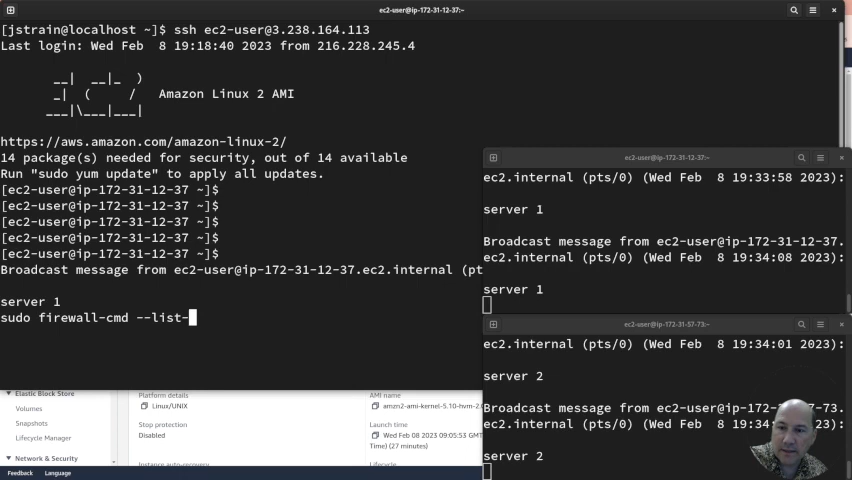 ec2-user@ip-172-31-12-37:~
[jstrain@localhost ~]$ ssh ec2-user@3.238.164.113
Last login: Wed Feb  8 19:18:40 2023 from 216.228.245.4
       __|  __|_  )
       _|  (     /   Amazon Linux 2 AMI
      ___|\___|___|
https://aws.amazon.com/amazon-linux-2/
14 package(s) needed for security, out of 14 available
Run "sudo yum update" to apply all updates.
[ec2-user@ip-172-31-12-37 ~]$
[ec2-user@ip-172-31-12-37 ~]$
[ec2-user@ip-172-31-12-37 ~]$
[ec2-user@ip-172-31-12-37 ~]$
[ec2-user@ip-172-31-12-37 ~]$
Broadcast message from ec2-user@ip-172-31-12-37.ec2.internal (pt
server 1
sudo firewall-cmd --list-
ec2-user@ip-172-31-12-37:~
ec2.internal (pts/0) (Wed Feb  8 19:33:58 2023):
server 1
Broadcast message from ec2-user@ip-172-31-12-37.
ec2.internal (pts/0) (Wed Feb  8 19:34:08 2023):
server 1
ec2-user@ip-172-31-57-73:~
ec2.internal (pts/0) (Wed Feb  8 19:34:01 2023):
server 2
Broadcast message from ec2-user@ip-172-
7-73.
ec2.internal (pts/0) (Wed Feb  8 19:34:
023):
server 2
Elastic Block Store
Volumes
Snapshots
Lifecycle Manager
Network & Security
Platform details
Linux/UNIX
Stop protection
Disabled
Instance auto-recovery
AMI name
amzn2-ami-kernel-5.10-hvm-2.
Launch time
Wed Feb 08 2023 09:05:53 GMT
Time) (27 minutes)
Lifecycle
Feedback
Language